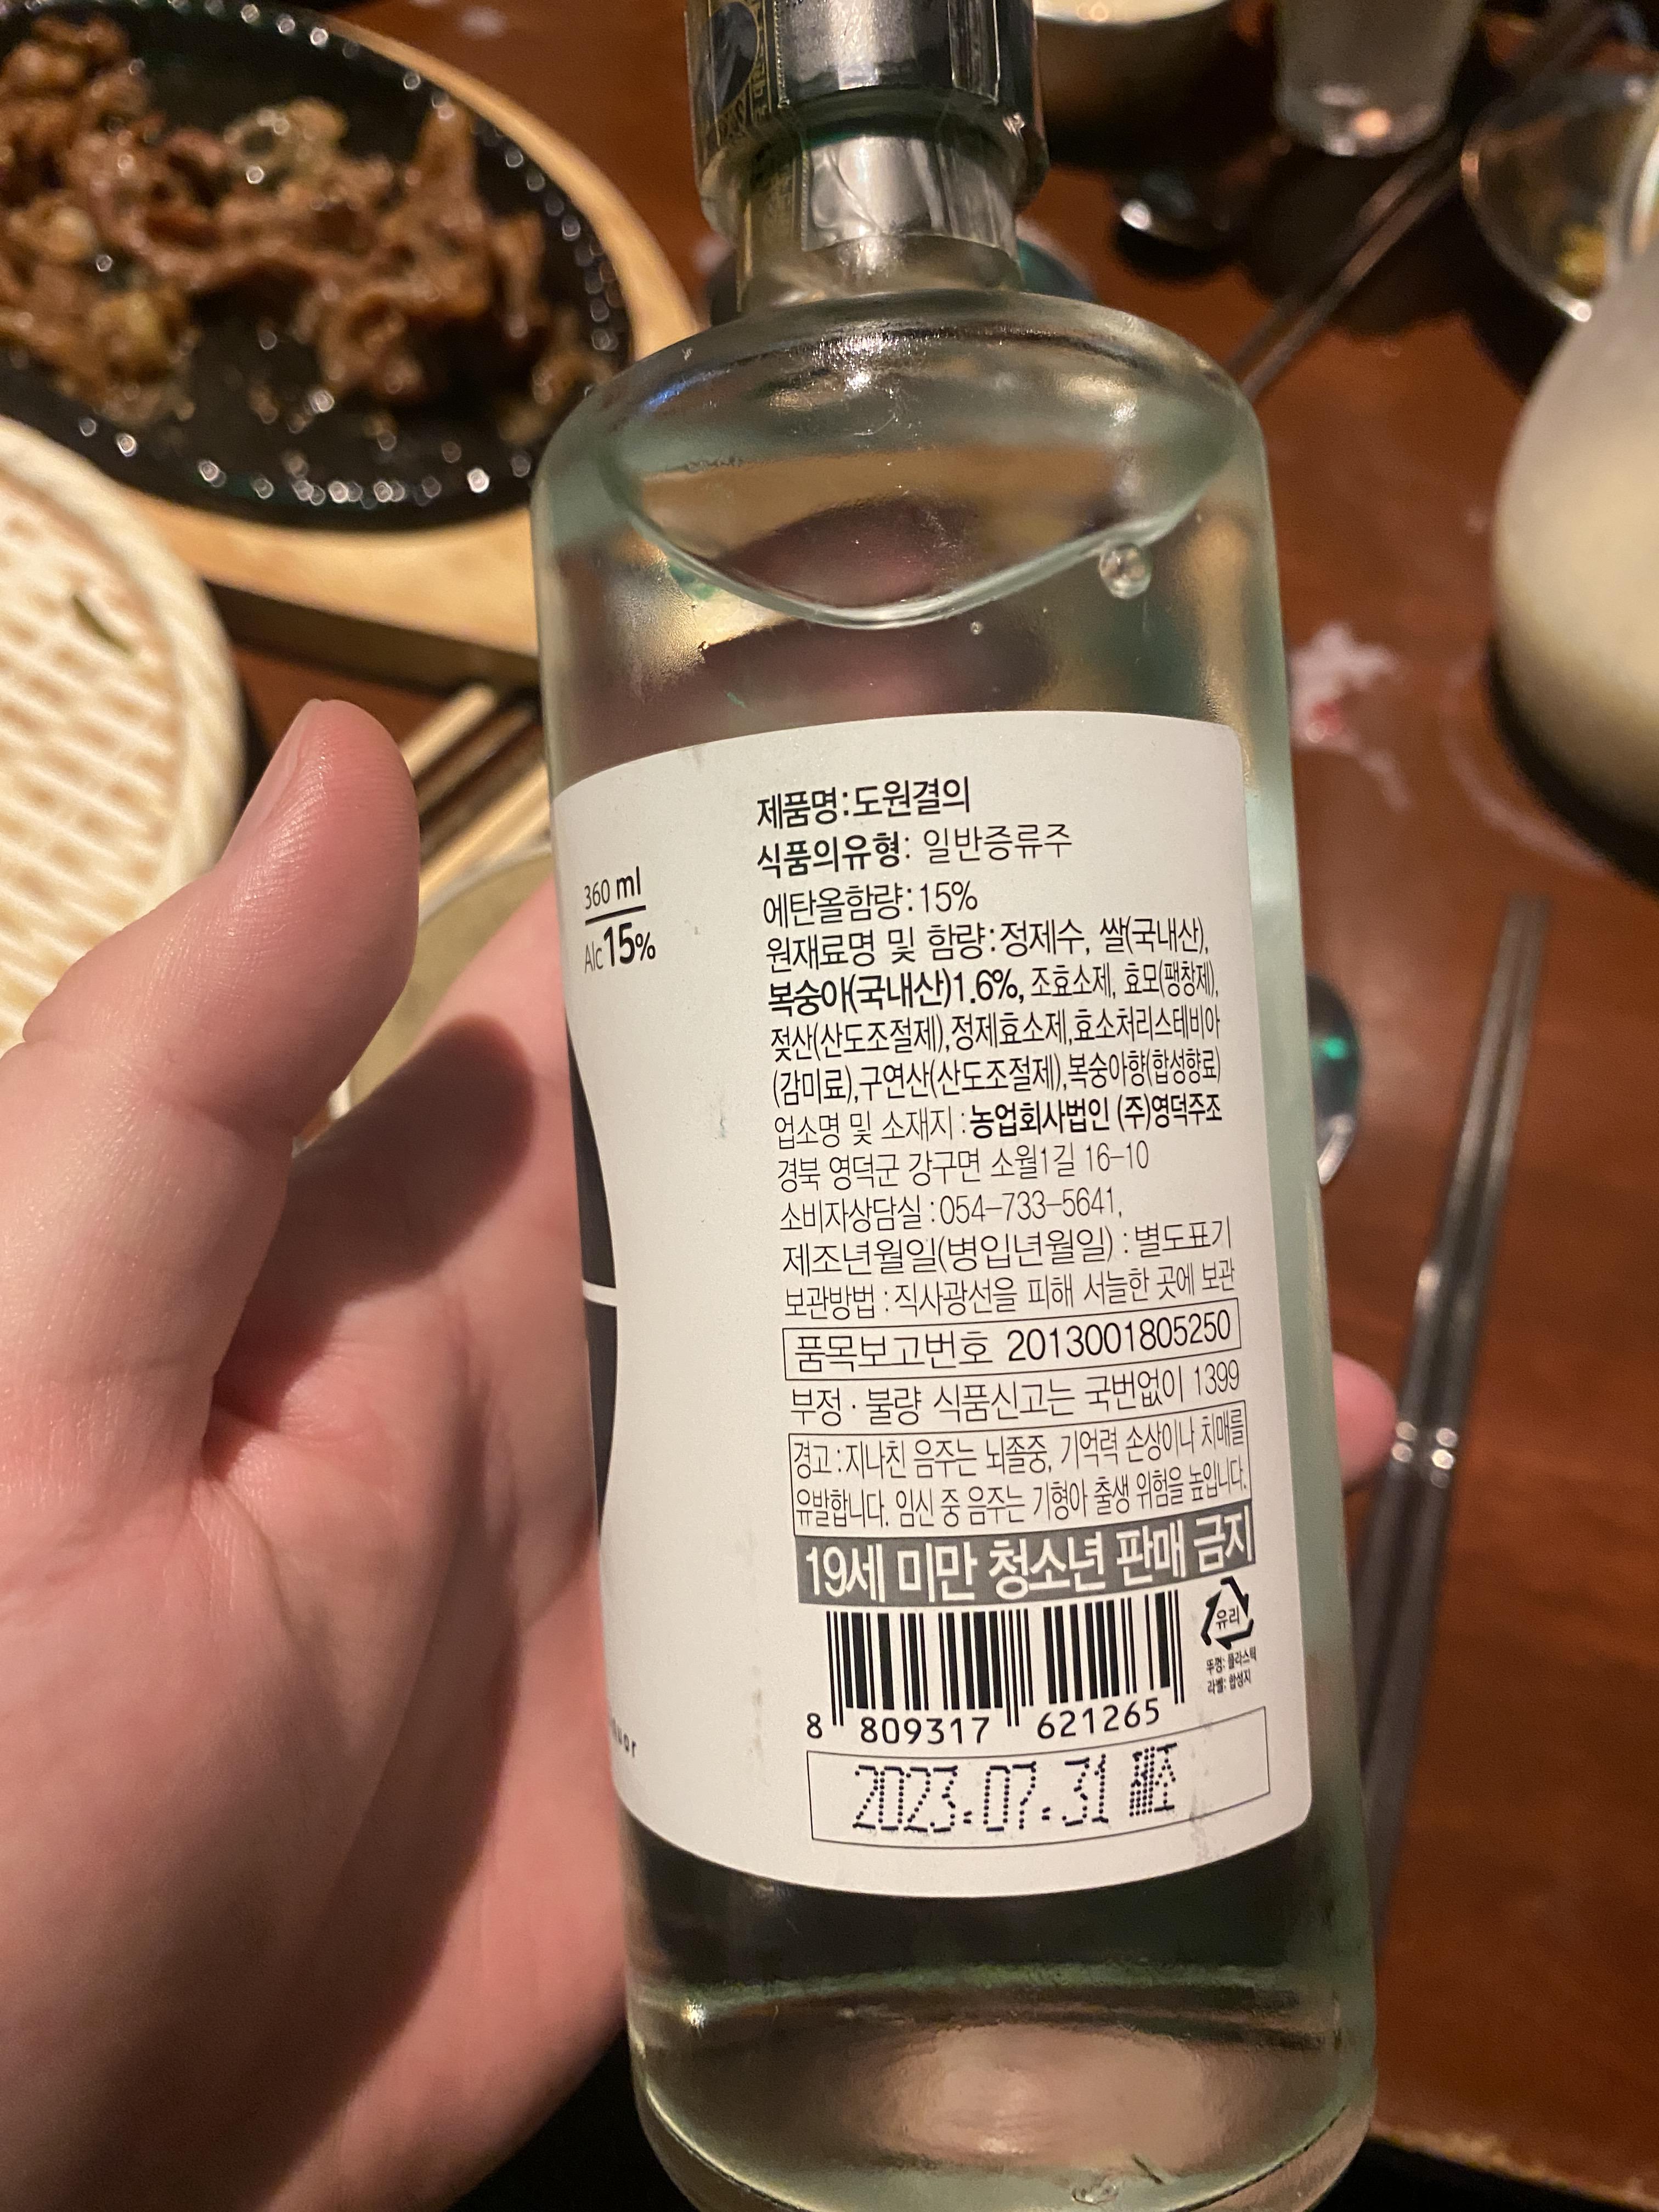 360 ml
Alc 15%
제품명:도원결의
식품의유형: 일반증류주
에탄올함량:15%
원재료명 및 함량:정제수, 쌀(국내산),
복숭아(국내산)1.6%, 조효소제, 효모(팽창제),
젖산(산도조절제),정제효소제,효소처리스테비아
(감미료),구연산(산도조절제),복숭아향(합성향료)
업소명 및 소재지 :농업회사법인 (주)영덕주조
경북 영덕군 강구면 소월1길 16-10
소비자상담실 :054-733-5641,
제조년월일(병입년월일) :별도표기
보관방법 :직사광선을 피해 서늘한 곳에 보관
품목보고번호 2013001805250
부정·불량 식품신고는 국번없이 1399
경고 :지나친 음주는 뇌졸중, 기억력 손상이나 치매를
유발합니다. 임신 중 음주는 기형아 출생 위험을 높입니다.
19세 미만 청소년 판매 금지
유리
뚜껑: 플라스틱
라벨: 합성지
8 809317 621265
2023.07.31 제조